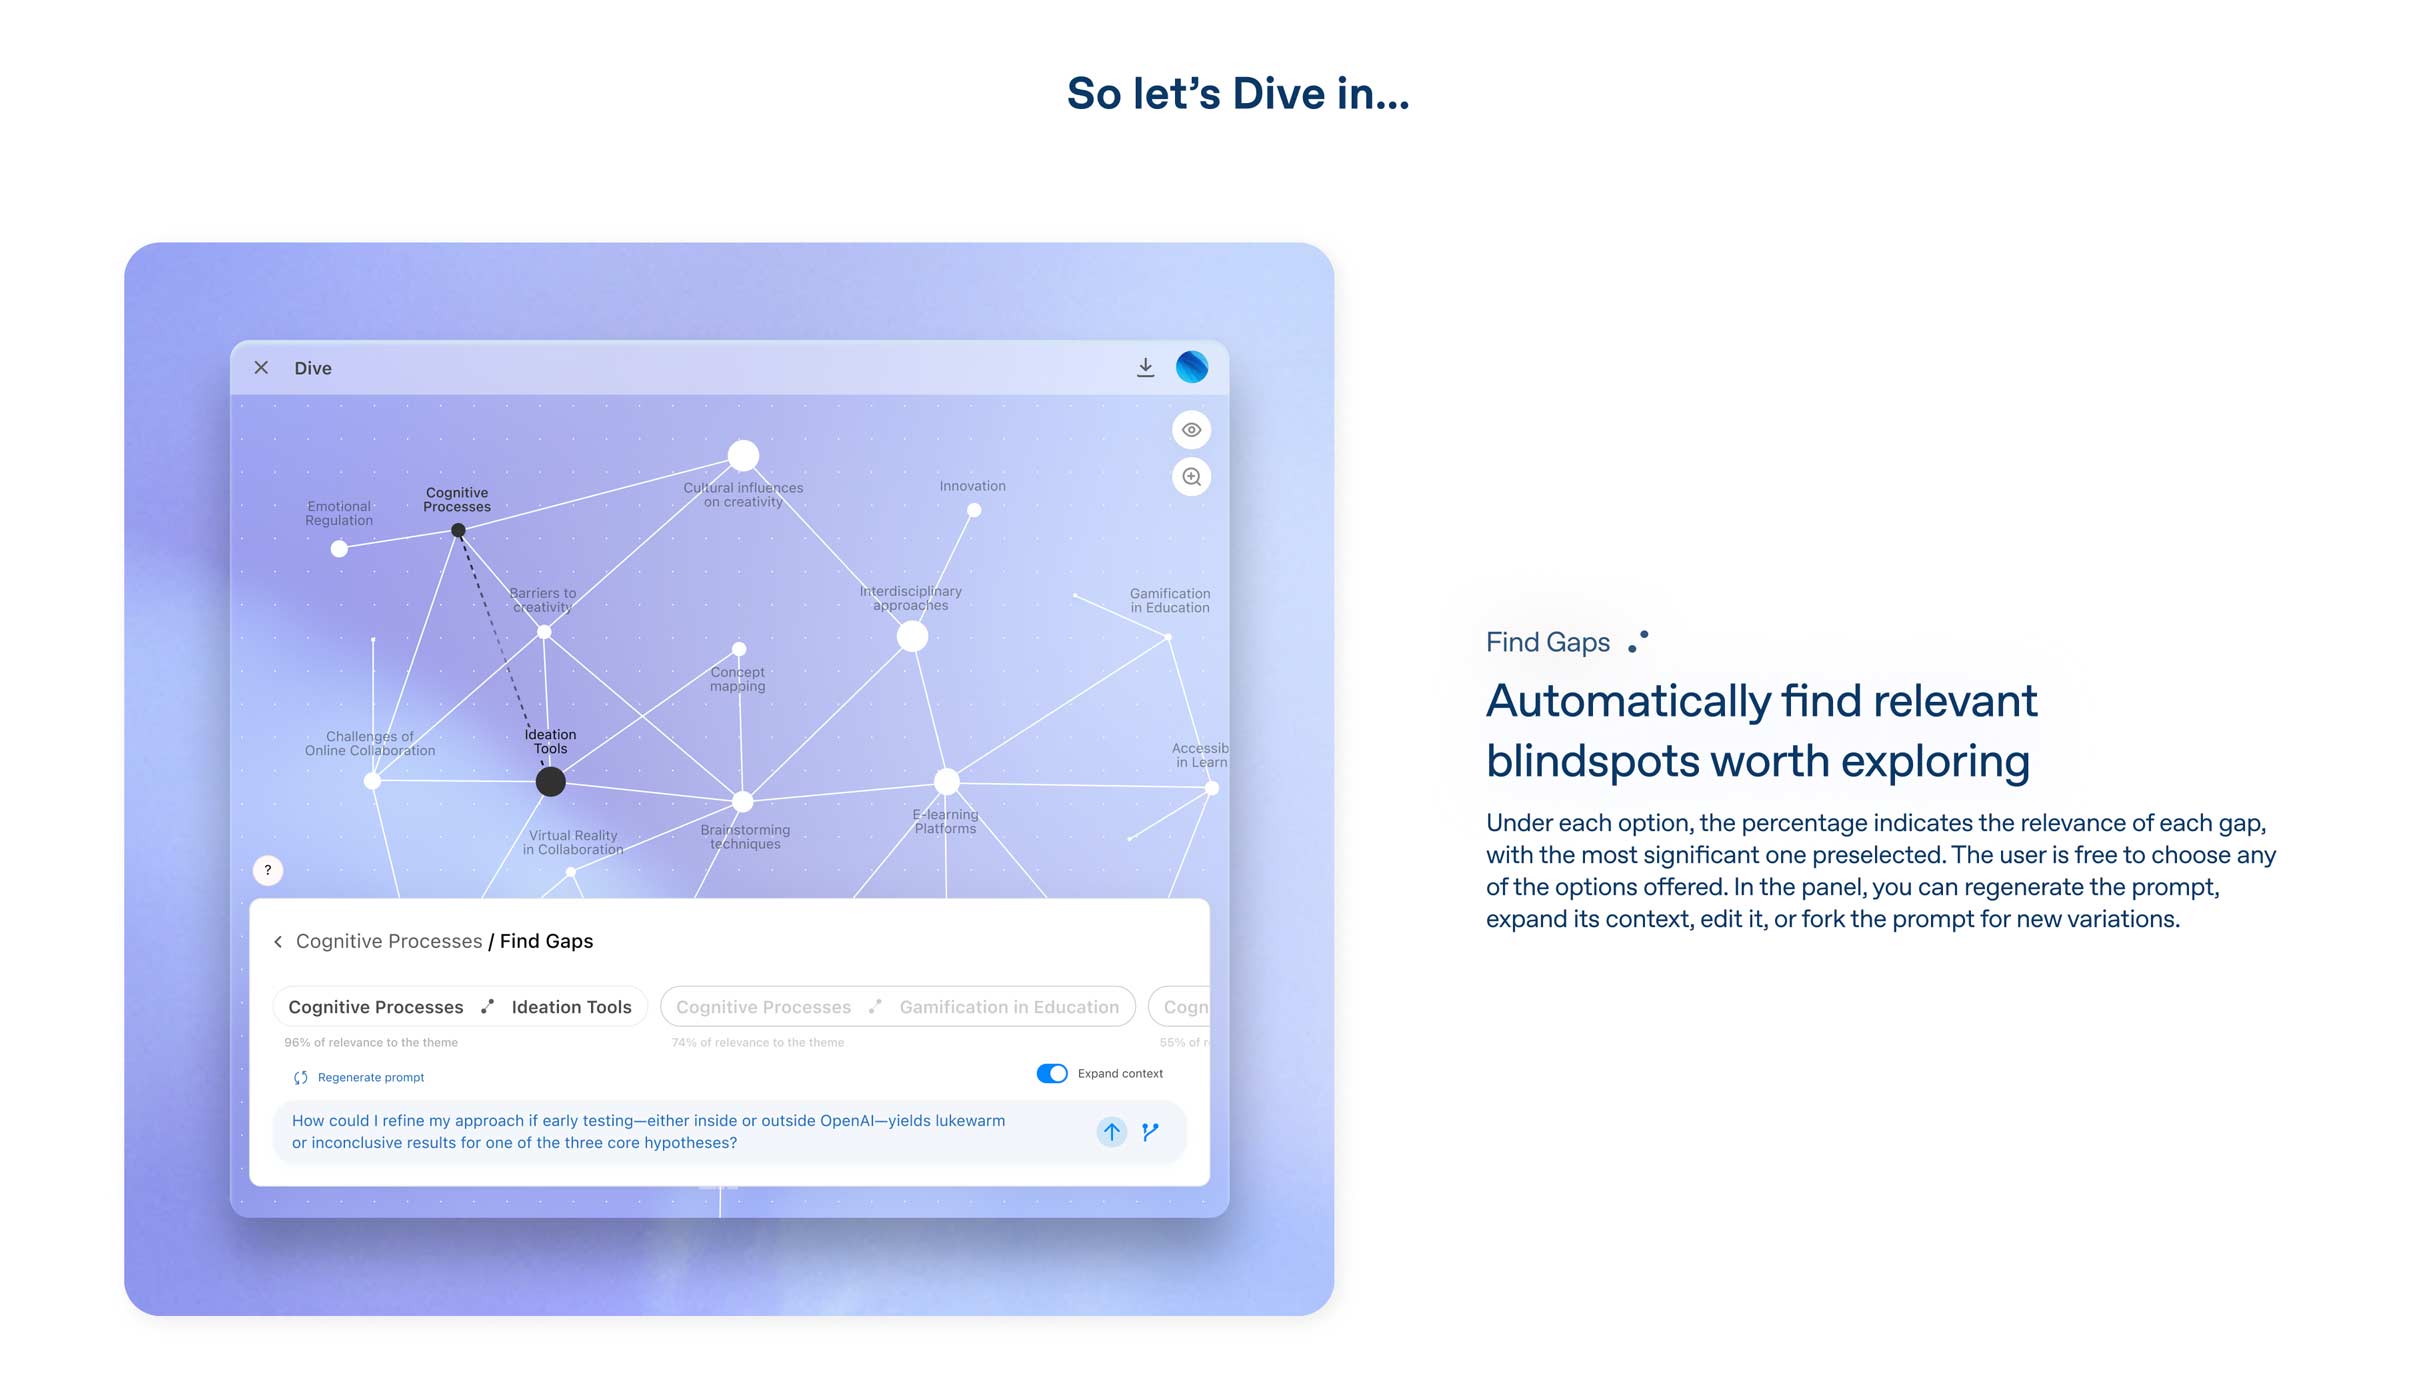 So let's Dive in...
Dive
Cultural influences
on creativity
Innovation
Cognitive
Processes
Emotional
Regulation
Barriers to
creativity
Interdisciplinary
approaches
Gamification
in Education
Concept
mapping
Challenges of
Online Collaboration
Ideation
Tools
Accessib
in Learn
E-learning
Platforms
Virtual Reality
in Collaboration
Brainstorming
techniques
?
Cognitive Processes / Find Gaps
Cognitive Processes Ideation Tools
Cognitive Processes Gamification in Education
Cogn
96% of relevance to the theme
74% of relevance to the theme
55% of r
Regenerate prompt
Expand context
How could I refine my approach if early testing—either inside or outside OpenAI—yields lukewarm
or inconclusive results for one of the three core hypotheses?
Find Gaps
Automatically find relevant
blindspots worth exploring
Under each option, the percentage indicates the relevance of each gap,
with the most significant one preselected. The user is free to choose any
of the options offered. In the panel, you can regenerate the prompt,
expand its context, edit it, or fork the prompt for new variations.